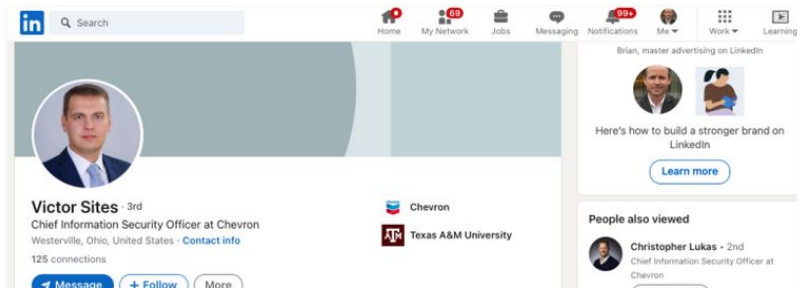 in Search
Home My Network 69 Jobs Messaging Notifications 99+ Me Work Learning
Brian, master advertising on LinkedIn
Here's how to build a stronger brand on
LinkedIn
Learn more
Victor Sites · 3rd
Chief Information Security Officer at Chevron
Westerville, Ohio, United States · Contact info
125 connections
Message + Follow More
Chevron
ATM Texas A&M University
People also viewed
Christopher Lukas • 2nd
Chief Information Security Officer at
Chevron